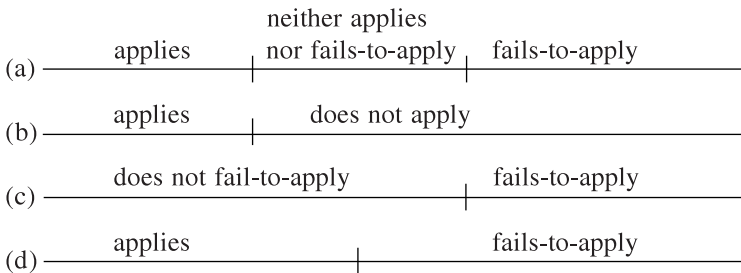 neither applies
applies nor fails-to-apply fails-to-apply
(a)
applies does not apply
(b)
does not fail-to-apply fails-to-apply
(c)
applies fails-to-apply
(d)